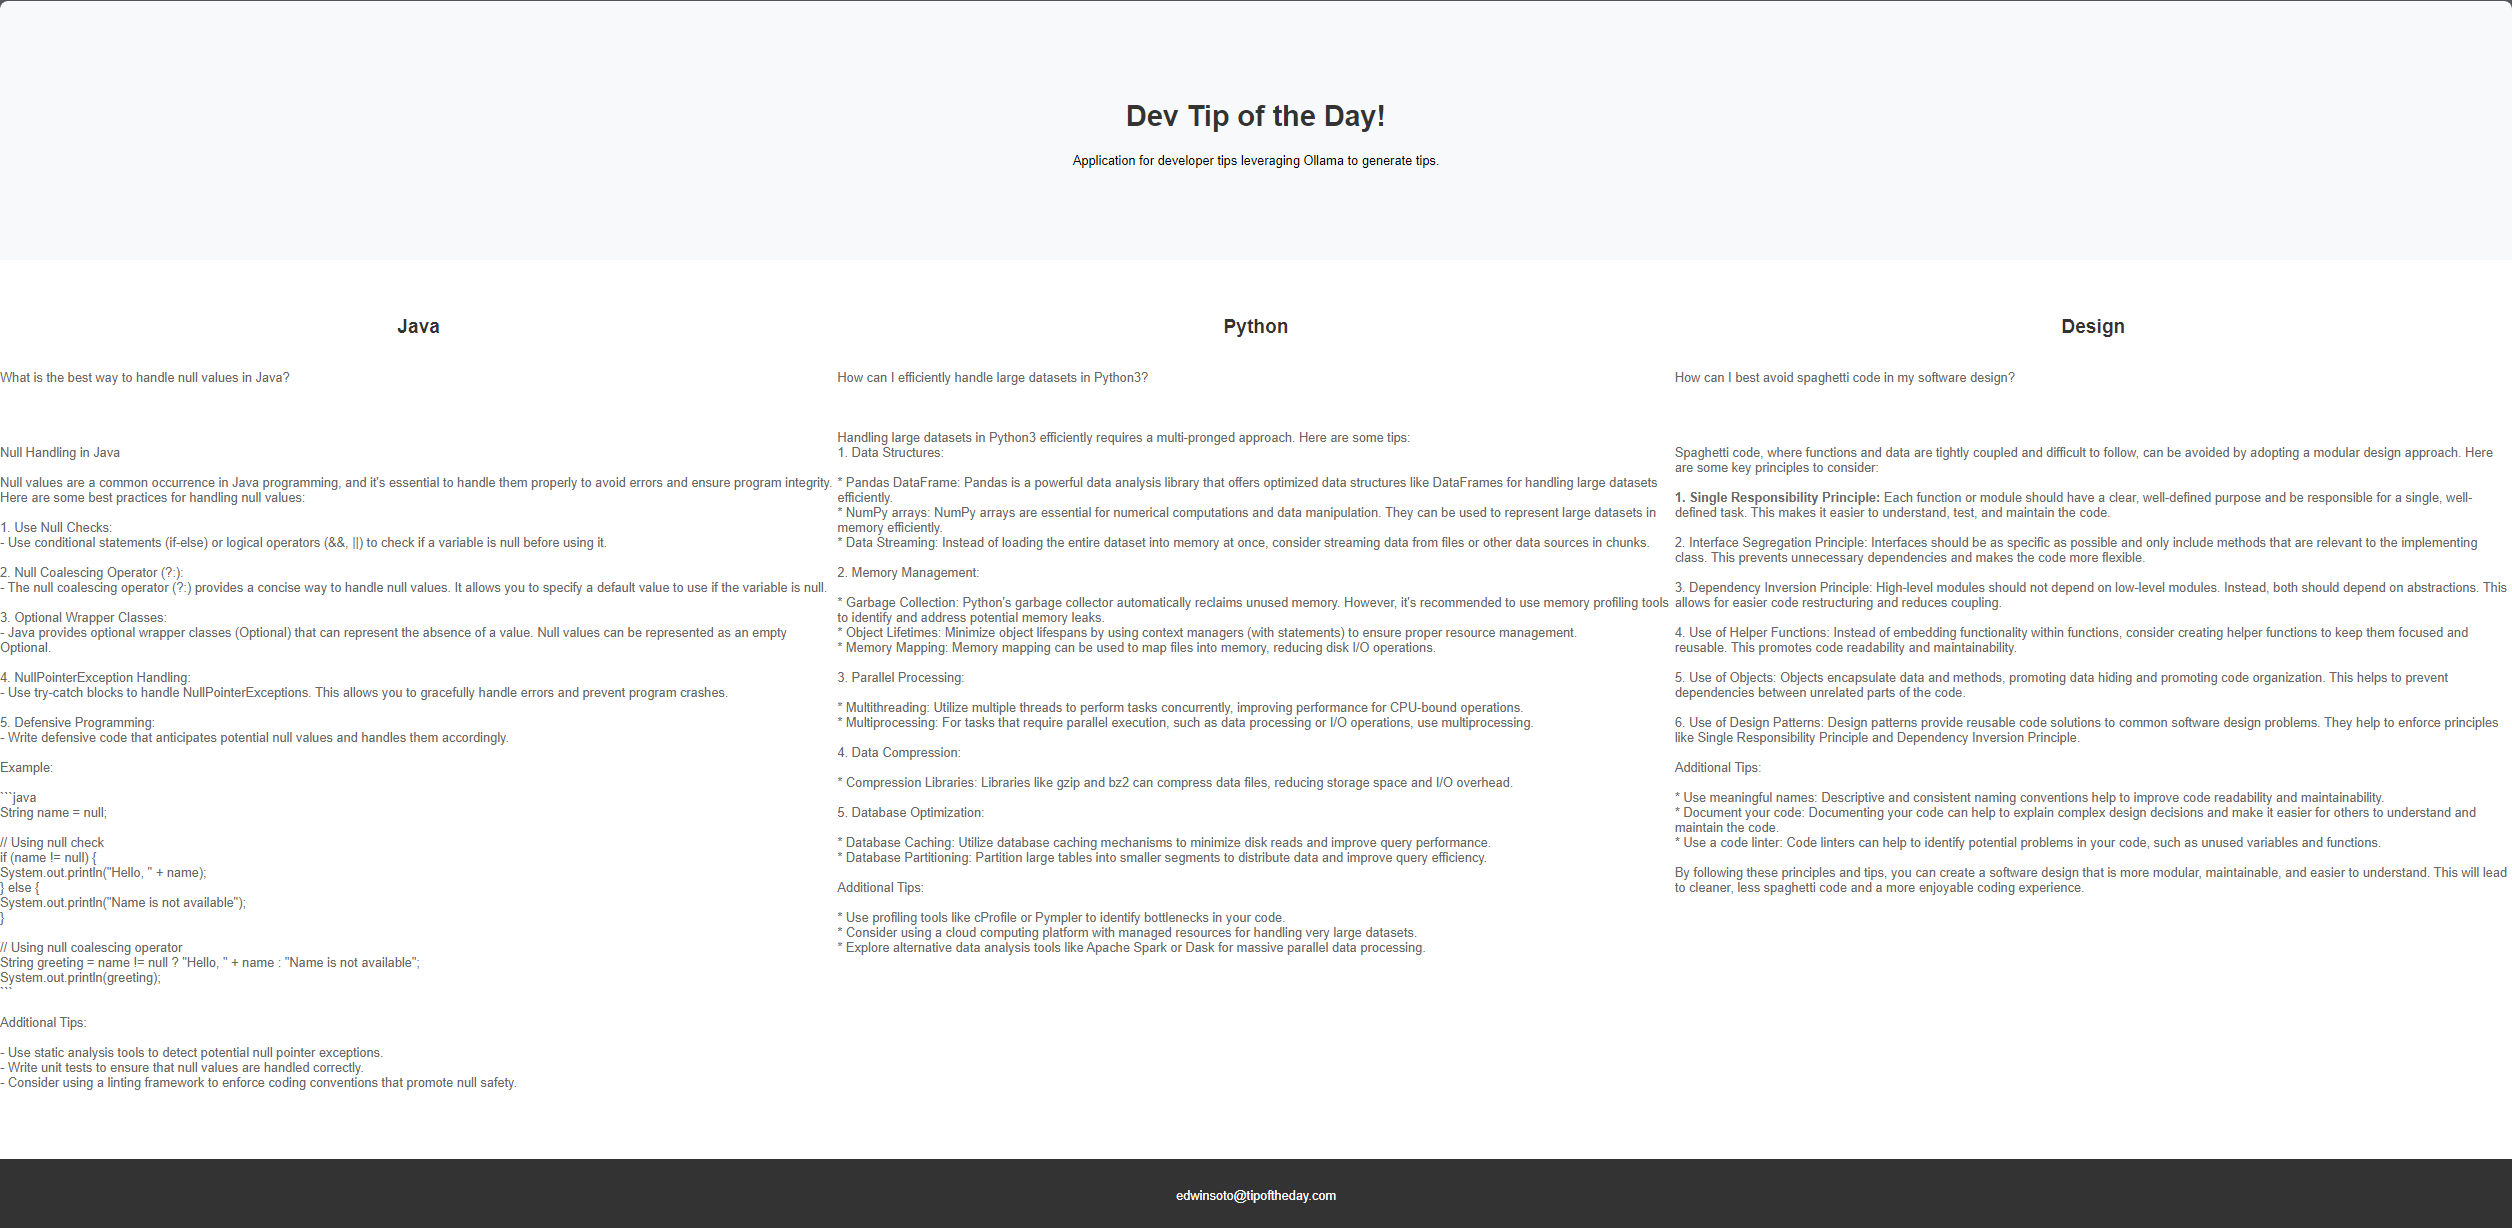 Dev Tip of the Day!
Application for developer tips leveraging Ollama to generate tips.
Java
What is the best way to handle null values in Java?
Null Handling in Java
Null values are a common occurrence in Java programming, and it's essential to handle them properly to avoid errors and ensure program integrity.
Here are some best practices for handling null values:
1. Use Null Checks:
- Use conditional statements (if-else) or logical operators (&&, ||) to check if a variable is null before using it.
2. Null Coalescing Operator (?:):
- The null coalescing operator (?:) provides a concise way to handle null values. It allows you to specify a default value to use if the variable is null.
3. Optional Wrapper Classes:
- Java provides optional wrapper classes (Optional) that can represent the absence of a value. Null values can be represented as an empty
Optional.
4. NullPointerException Handling:
- Use try-catch blocks to handle NullPointerExceptions. This allows you to gracefully handle errors and prevent program crashes.
5. Defensive Programming:
- Write defensive code that anticipates potential null values and handles them accordingly.
Example:
```java
String name = null;
// Using null check
if (name != null) {
System.out.println("Hello, " + name);
} else {
System.out.println("Name is not available");
}
// Using null coalescing operator
String greeting = name != null ? "Hello, " + name : "Name is not available";
System.out.println(greeting);
```
Additional Tips:
- Use static analysis tools to detect potential null pointer exceptions.
- Write unit tests to ensure that null values are handled correctly.
- Consider using a linting framework to enforce coding conventions that promote null safety.
Python
How can I efficiently handle large datasets in Python3?
Handling large datasets in Python3 efficiently requires a multi-pronged approach. Here are some tips:
1. Data Structures:
* Pandas DataFrame: Pandas is a powerful data analysis library that offers optimized data structures like DataFrames for handling large datasets
efficiently.
* NumPy arrays: NumPy arrays are essential for numerical computations and data manipulation. They can be used to represent large datasets in
memory efficiently.
* Data Streaming: Instead of loading the entire dataset into memory at once, consider streaming data from files or other data sources in chunks.
2. Memory Management:
* Garbage Collection: Python's garbage collector automatically reclaims unused memory. However, it's recommended to use memory profiling tools
to identify and address potential memory leaks.
* Object Lifetimes: Minimize object lifespans by using context managers (with statements) to ensure proper resource management.
* Memory Mapping: Memory mapping can be used to map files into memory, reducing disk I/O operations.
3. Parallel Processing:
* Multithreading: Utilize multiple threads to perform tasks concurrently, improving performance for CPU-bound operations.
* Multiprocessing: For tasks that require parallel execution, such as data processing or I/O operations, use multiprocessing.
4. Data Compression:
* Compression Libraries: Libraries like gzip and bz2 can compress data files, reducing storage space and I/O overhead.
5. Database Optimization:
* Database Caching: Utilize database caching mechanisms to minimize disk reads and improve query performance.
* Database Partitioning: Partition large tables into smaller segments to distribute data and improve query efficiency.
Additional Tips:
* Use profiling tools like cProfile or Pympler to identify bottlenecks in your code.
* Consider using a cloud computing platform with managed resources for handling very large datasets.
* Explore alternative data analysis tools like Apache Spark or Dask for massive parallel data processing.
Design
How can I best avoid spaghetti code in my software design?
Spaghetti code, where functions and data are tightly coupled and difficult to follow, can be avoided by adopting a modular design approach. Here
are some key principles to consider:
1. Single Responsibility Principle: Each function or module should have a clear, well-defined purpose and be responsible for a single, well-
defined task. This makes it easier to understand, test, and maintain the code.
2. Interface Segregation Principle: Interfaces should be as specific as possible and only include methods that are relevant to the implementing
class. This prevents unnecessary dependencies and makes the code more flexible.
3. Dependency Inversion Principle: High-level modules should not depend on low-level modules. Instead, both should depend on abstractions. This
allows for easier code restructuring and reduces coupling.
4. Use of Helper Functions: Instead of embedding functionality within functions, consider creating helper functions to keep them focused and
reusable. This promotes code readability and maintainability.
5. Use of Objects: Objects encapsulate data and methods, promoting data hiding and promoting code organization. This helps to prevent
dependencies between unrelated parts of the code.
6. Use of Design Patterns: Design patterns provide reusable code solutions to common software design problems. They help to enforce principles
like Single Responsibility Principle and Dependency Inversion Principle.
Additional Tips:
* Use meaningful names: Descriptive and consistent naming conventions help to improve code readability and maintainability.
* Document your code: Documenting your code can help to explain complex design decisions and make it easier for others to understand and
maintain the code.
* Use a code linter: Code linters can help to identify potential problems in your code, such as unused variables and functions.
By following these principles and tips, you can create a software design that is more modular, maintainable, and easier to understand. This will lead
to cleaner, less spaghetti code and a more enjoyable coding experience.
edwinsoto@tipoftheday.com